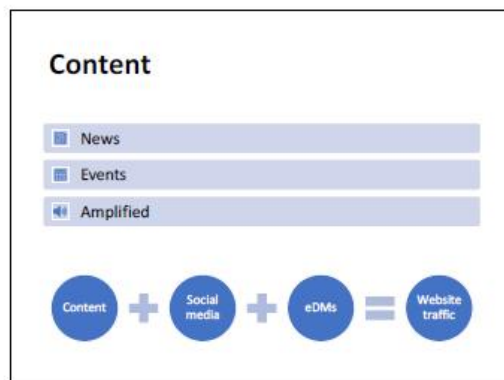 Content
News
Events
Amplified
Content + Social media + eDMs = Website traffic